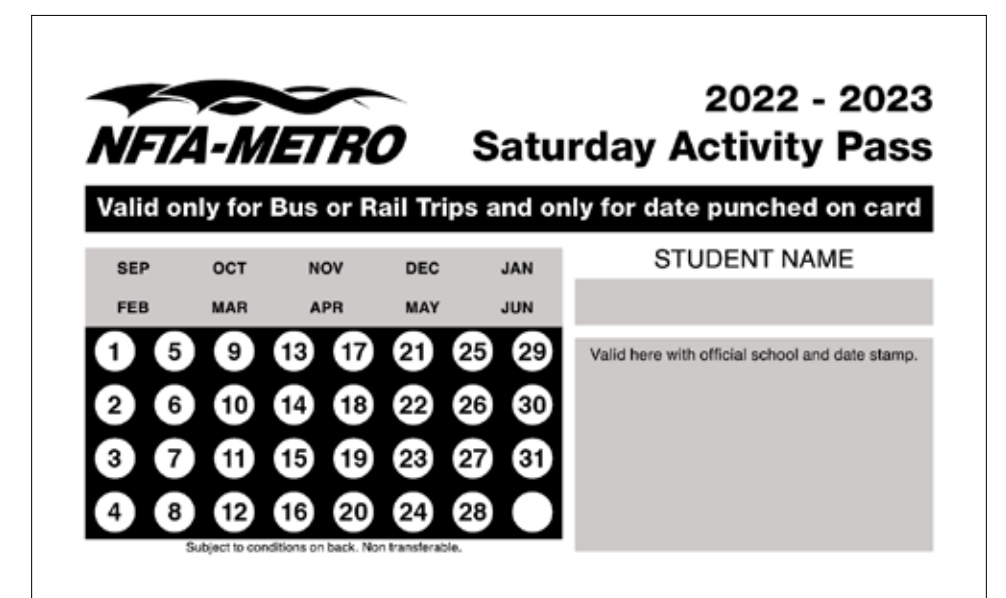 NFTA-METRO
2022 - 2023
Saturday Activity Pass
Valid only for Bus or Rail Trips and only for date punched on card
SEP OCT NOV DEC JAN
FEB MAR APR MAY JUN
1 5 9 13 17 21 25 29
2 6 10 14 18 22 26 30
3 7 11 15 19 23 27 31
4 8 12 16 20 24 28
Subject to conditions on back. Non transferable.
STUDENT NAME
Valid here with official school and date stamp.